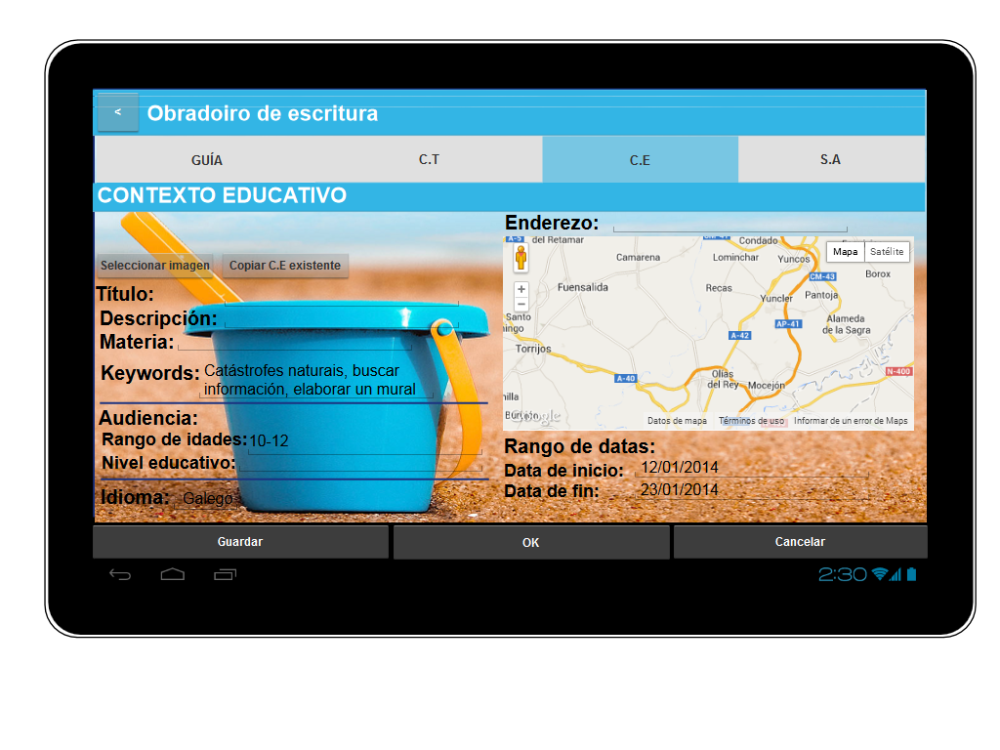 <
Obradoiro de escritura
GUÍA
C.T
C.E
S.A
CONTEXTO EDUCATIVO
Seleccionar imagen
Copiar C.E existente
Título:
Descripción:
Materia:
Keywords: Catástrofes naturais, buscar
información, elaborar un mural
Audiencia:
Rango de idades: 10-12
Nivel educativo:
Idioma: Galego
Enderezo:
A-5
del Retamar
Condado
Camarena
Lominchar
Yuncos
Mapa
Satélite
CM-43
Borox
Fuensalida
Recas
Yuncler
Pantoja
+
−
Santo
ingo
AP-41
Alameda
de la Sagra
A-42
Torrijos
A-40
Olías
del Rey
Mocejón
N-400
nilla
Google
Datos de mapa
Términos de uso
Informar de un error de Maps
Rango de datas:
Data de inicio: 12/01/2014
Data de fin: 23/01/2014
Guardar
OK
Cancelar
2:30